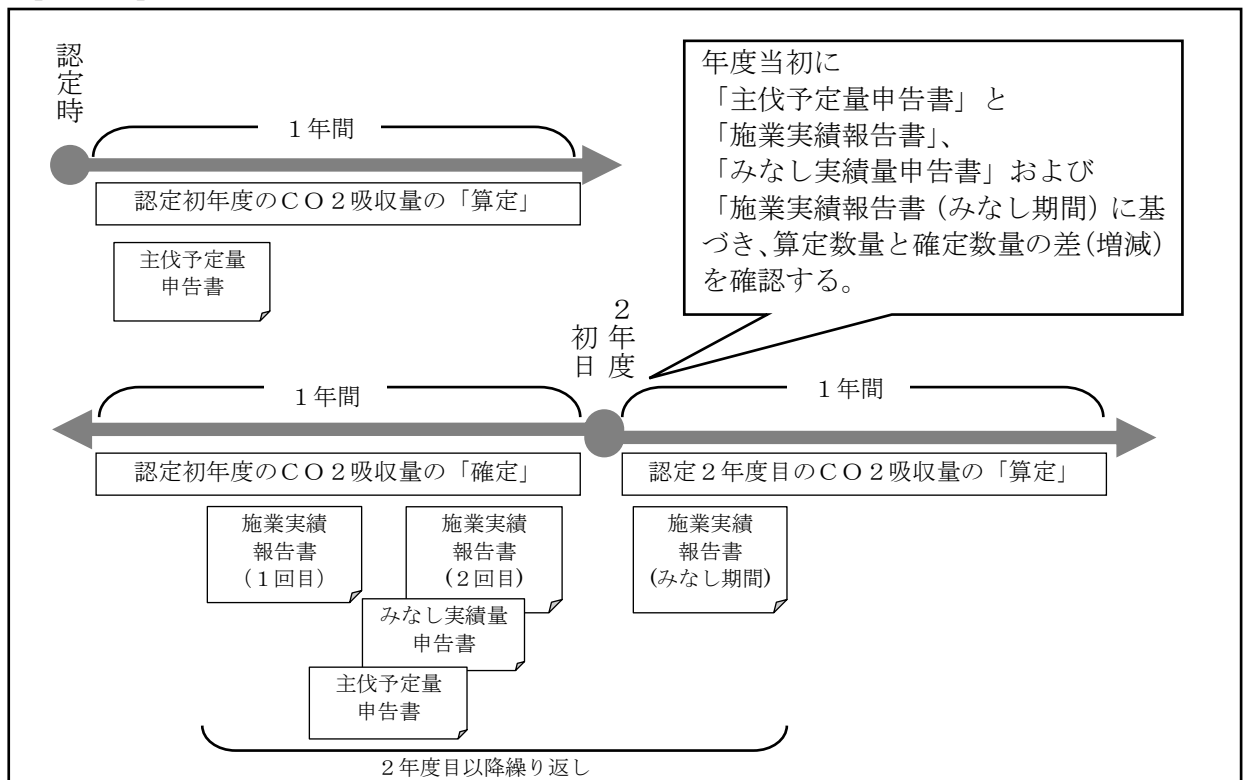 認定時
１年間
認定初年度のＣＯ２吸収量の「算定」
主伐予定量
申告書
年度当初に
「主伐予定量申告書」と
「施業実績報告書」、
「みなし実績量申告書」および
「施業実績報告書（みなし期間）に基
づき、算定数量と確定数量の差（増減）
を確認する。
２年度
初日
１年間
１年間
認定初年度のＣＯ２吸収量の「確定」
認定２年度目のＣＯ２吸収量の「算定」
施業実績
報告書
（１回目）
施業実績
報告書
(２回目)
施業実績
報告書
(みなし期間)
みなし実績量
申告書
主伐予定量
申告書
２年度目以降繰り返し